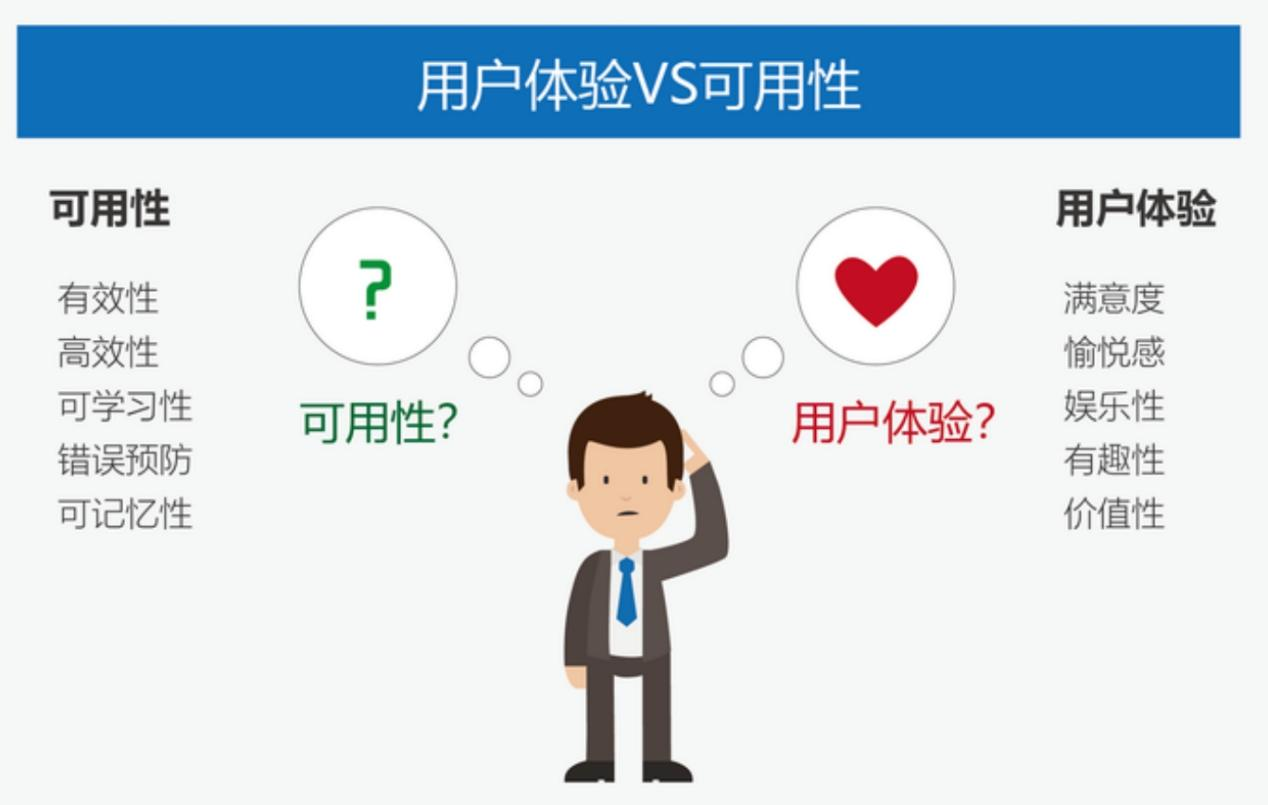 用户体验VS可用性
可用性
有效性
高效性
可学习性
错误预防
可记忆性
?
可用性?
用户体验?
用户体验
满意度
愉悦感
娱乐性
有趣性
价值性